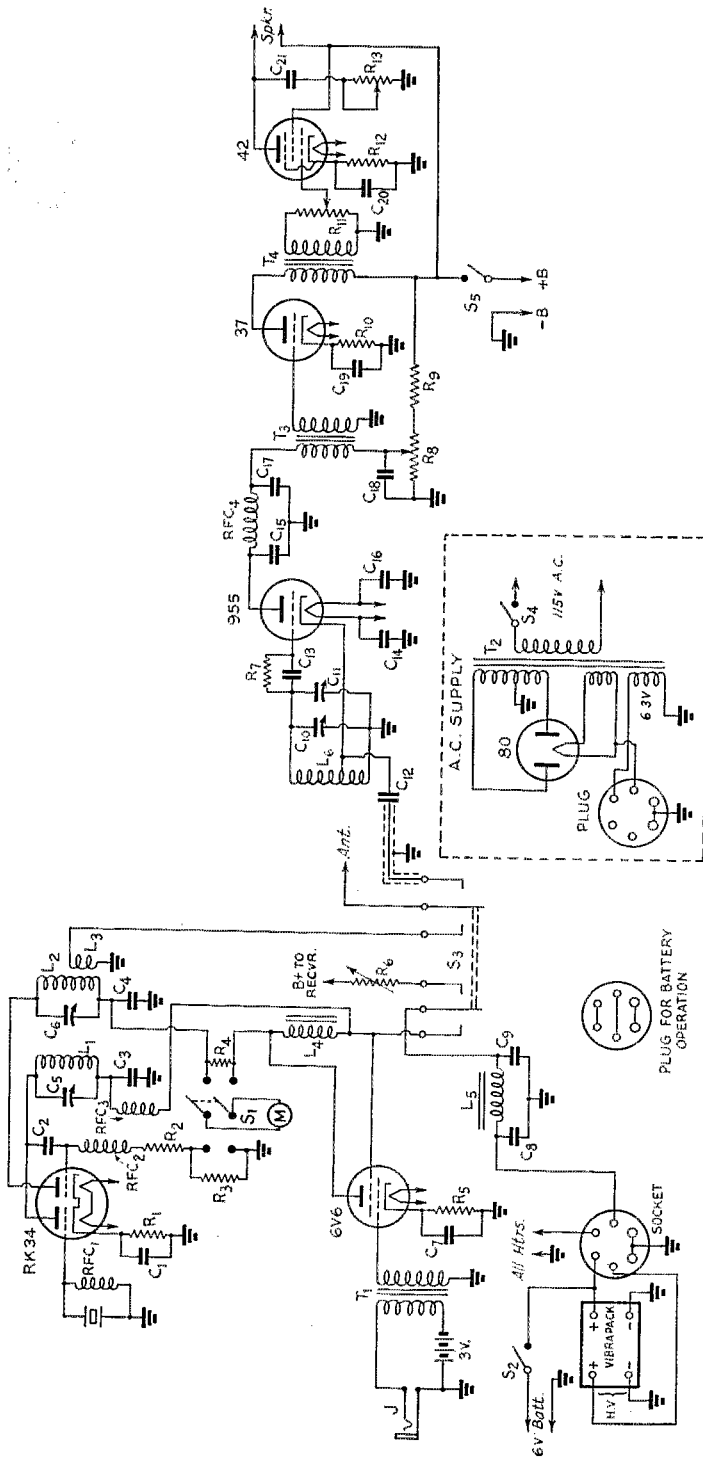 RK34
C₂
C₅
L₁
C₆
L₂
L₃
RFC₁
RFC₂
RFC₃
C₃
C₄
R₁
C₁
R₂
R₃
S₁
M
R₄
L₄
B+ TO
RECVR.
R₆
Ant.
S₃
6V6
T₁
3V.
J
C₇
R₅
L₅
C₈
C₉
6V Batt.
S₂
All Htrs.
SOCKET
VIBRAPACK
H.V.
+
+
-
-
PLUG FOR BATTERY
OPERATION
955
R₇
C₁₃
C₁₀
C₁₁
L₆
C₁₂
C₁₄
C₁₆
RFC₄
C₁₅
C₁₇
T₃
C₁₈
R₈
R₉
37
C₁₉
R₁₀
T₄
R₁₁
42
C₂₀
R₁₂
C₂₁
R₁₃
Spkr.
S₅
-B
+B
A.C. SUPPLY
80
T₂
S₄
115V A.C.
6.3V
PLUG